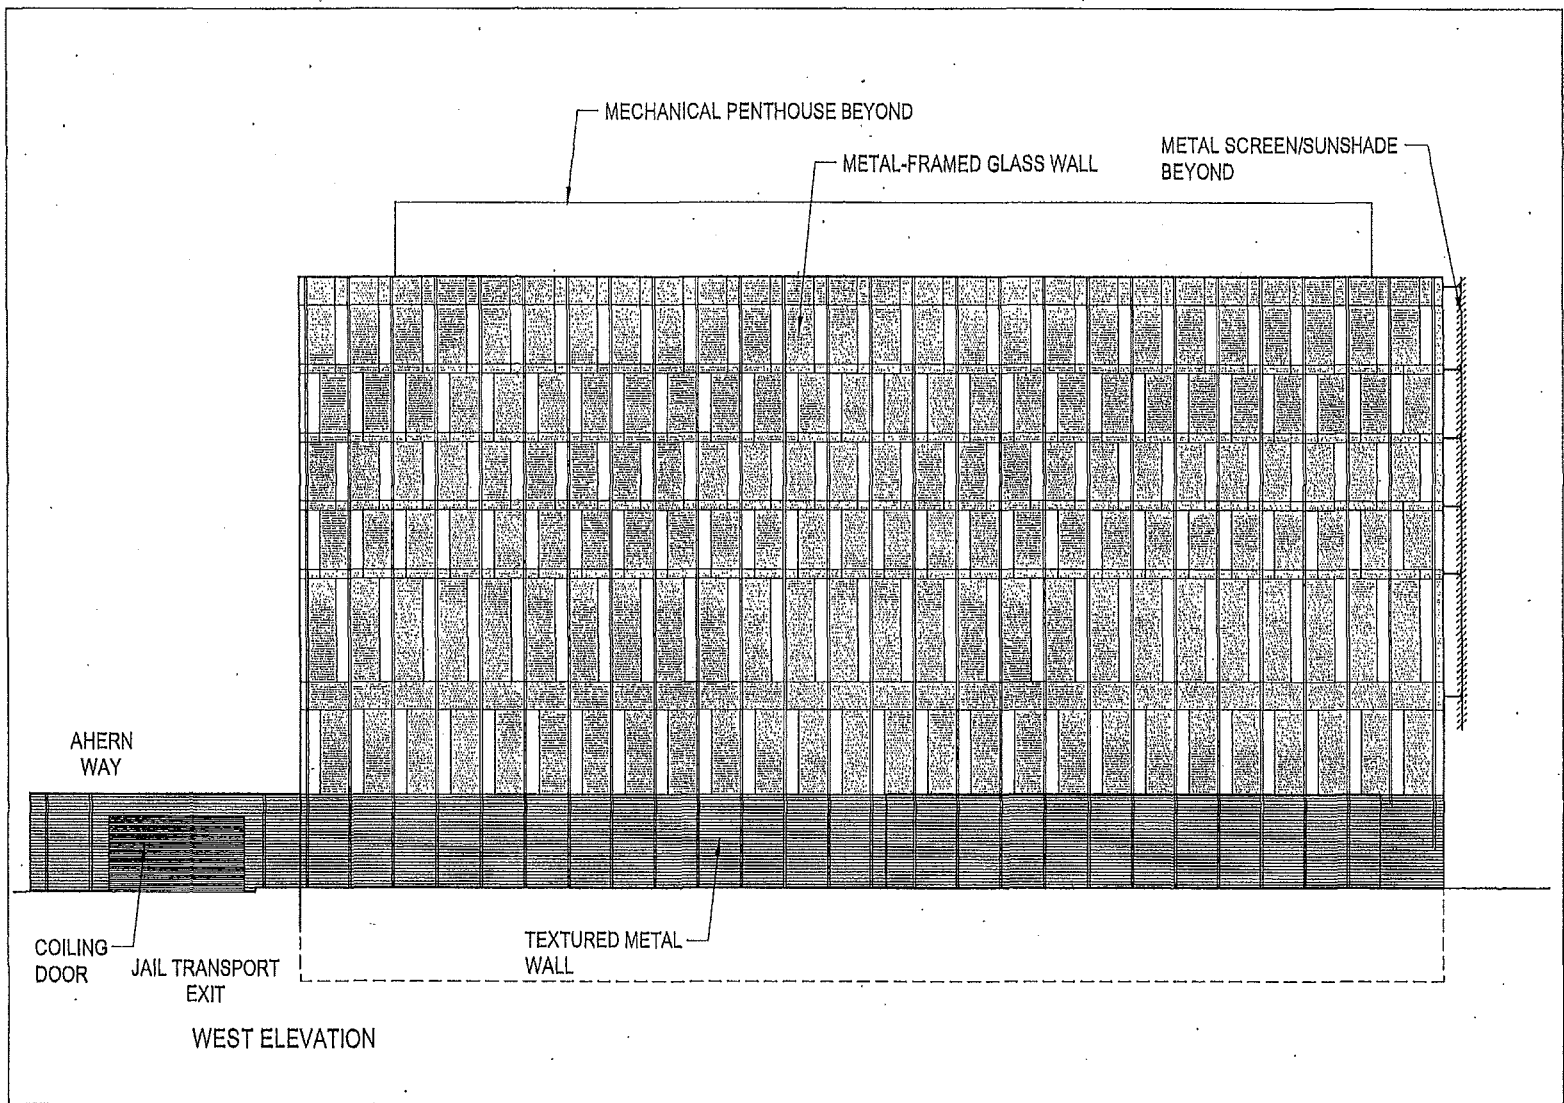 MECHANICAL PENTHOUSE BEYOND
METAL-FRAMED GLASS WALL
METAL SCREEN/SUNSHADE
BEYOND
AHERN
WAY
COILING
DOOR
JAIL TRANSPORT
EXIT
TEXTURED METAL
WALL
WEST ELEVATION